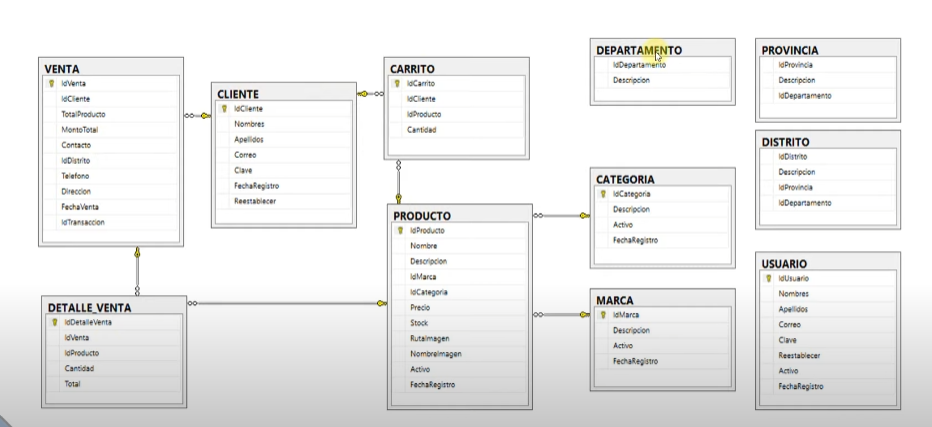 VENTA
IdVenta
IdCliente
TotalProducto
MontoTotal
Contacto
IdDistrito
Telefono
Direccion
FechaVenta
IdTransaccion
CLIENTE
IdCliente
Nombres
Apellidos
Correo
Clave
FechaRegistro
Reestablecer
CARRITO
IdCarrito
IdCliente
IdProducto
Cantidad
DEPARTAMENTO
IdDepartamento
Descripcion
PROVINCIA
IdProvincia
Descripcion
IdDepartamento
DISTRITO
IdDistrito
Descripcion
IdProvincia
IdDepartamento
CATEGORIA
IdCategoria
Descripcion
Activo
FechaRegistro
PRODUCTO
IdProducto
Nombre
Descripcion
IdMarca
IdCategoria
Precio
Stock
RutaImagen
NombreImagen
Activo
FechaRegistro
DETALLE_VENTA
IdDetalleVenta
IdVenta
IdProducto
Cantidad
Total
MARCA
IdMarca
Descripcion
Activo
FechaRegistro
USUARIO
IdUsuario
Nombres
Apellidos
Correo
Clave
Reestablecer
Activo
FechaRegistro